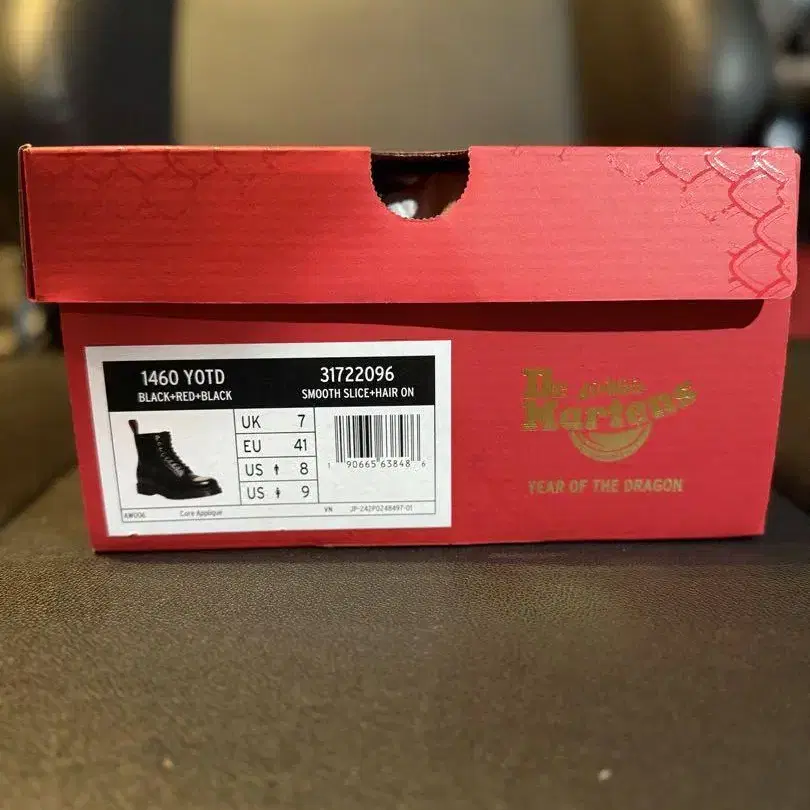 1460 YOTD
BLACK+RED+BLACK
31722096
SMOOTH SLICE+HAIR ON
UK 7
EU 41
US 8
US 9
1 90665 63848 6
AW006
Core Applique
VN
JP-242P0248497-01
Dr.
Martens
YEAR OF THE DRAGON